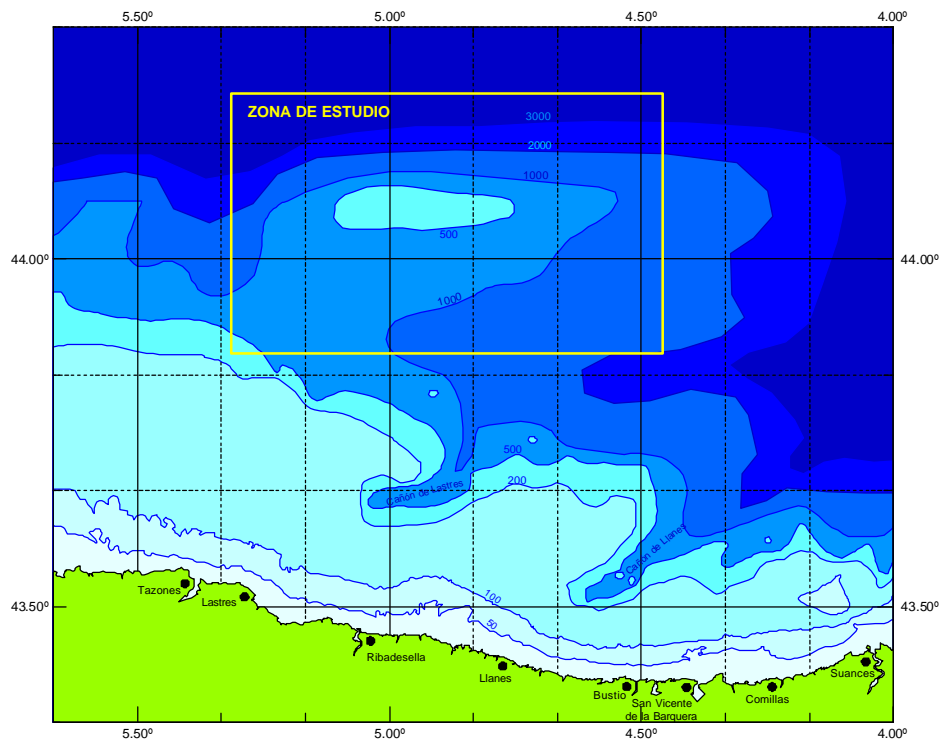 5.50º 5.00º 4.50º 4.00º
ZONA DE ESTUDIO
3000
2000
1000
500
44.00º 44.00º
1000
500
200
Cañón de Lastres
Cañón de Llanes
100
50
43.50º 43.50º
Tazones
Lastres
Ribadesella
Llanes
Bustio
San Vicente
de la Barquera
Comillas
Suances
5.50º 5.00º 4.50º 4.00º